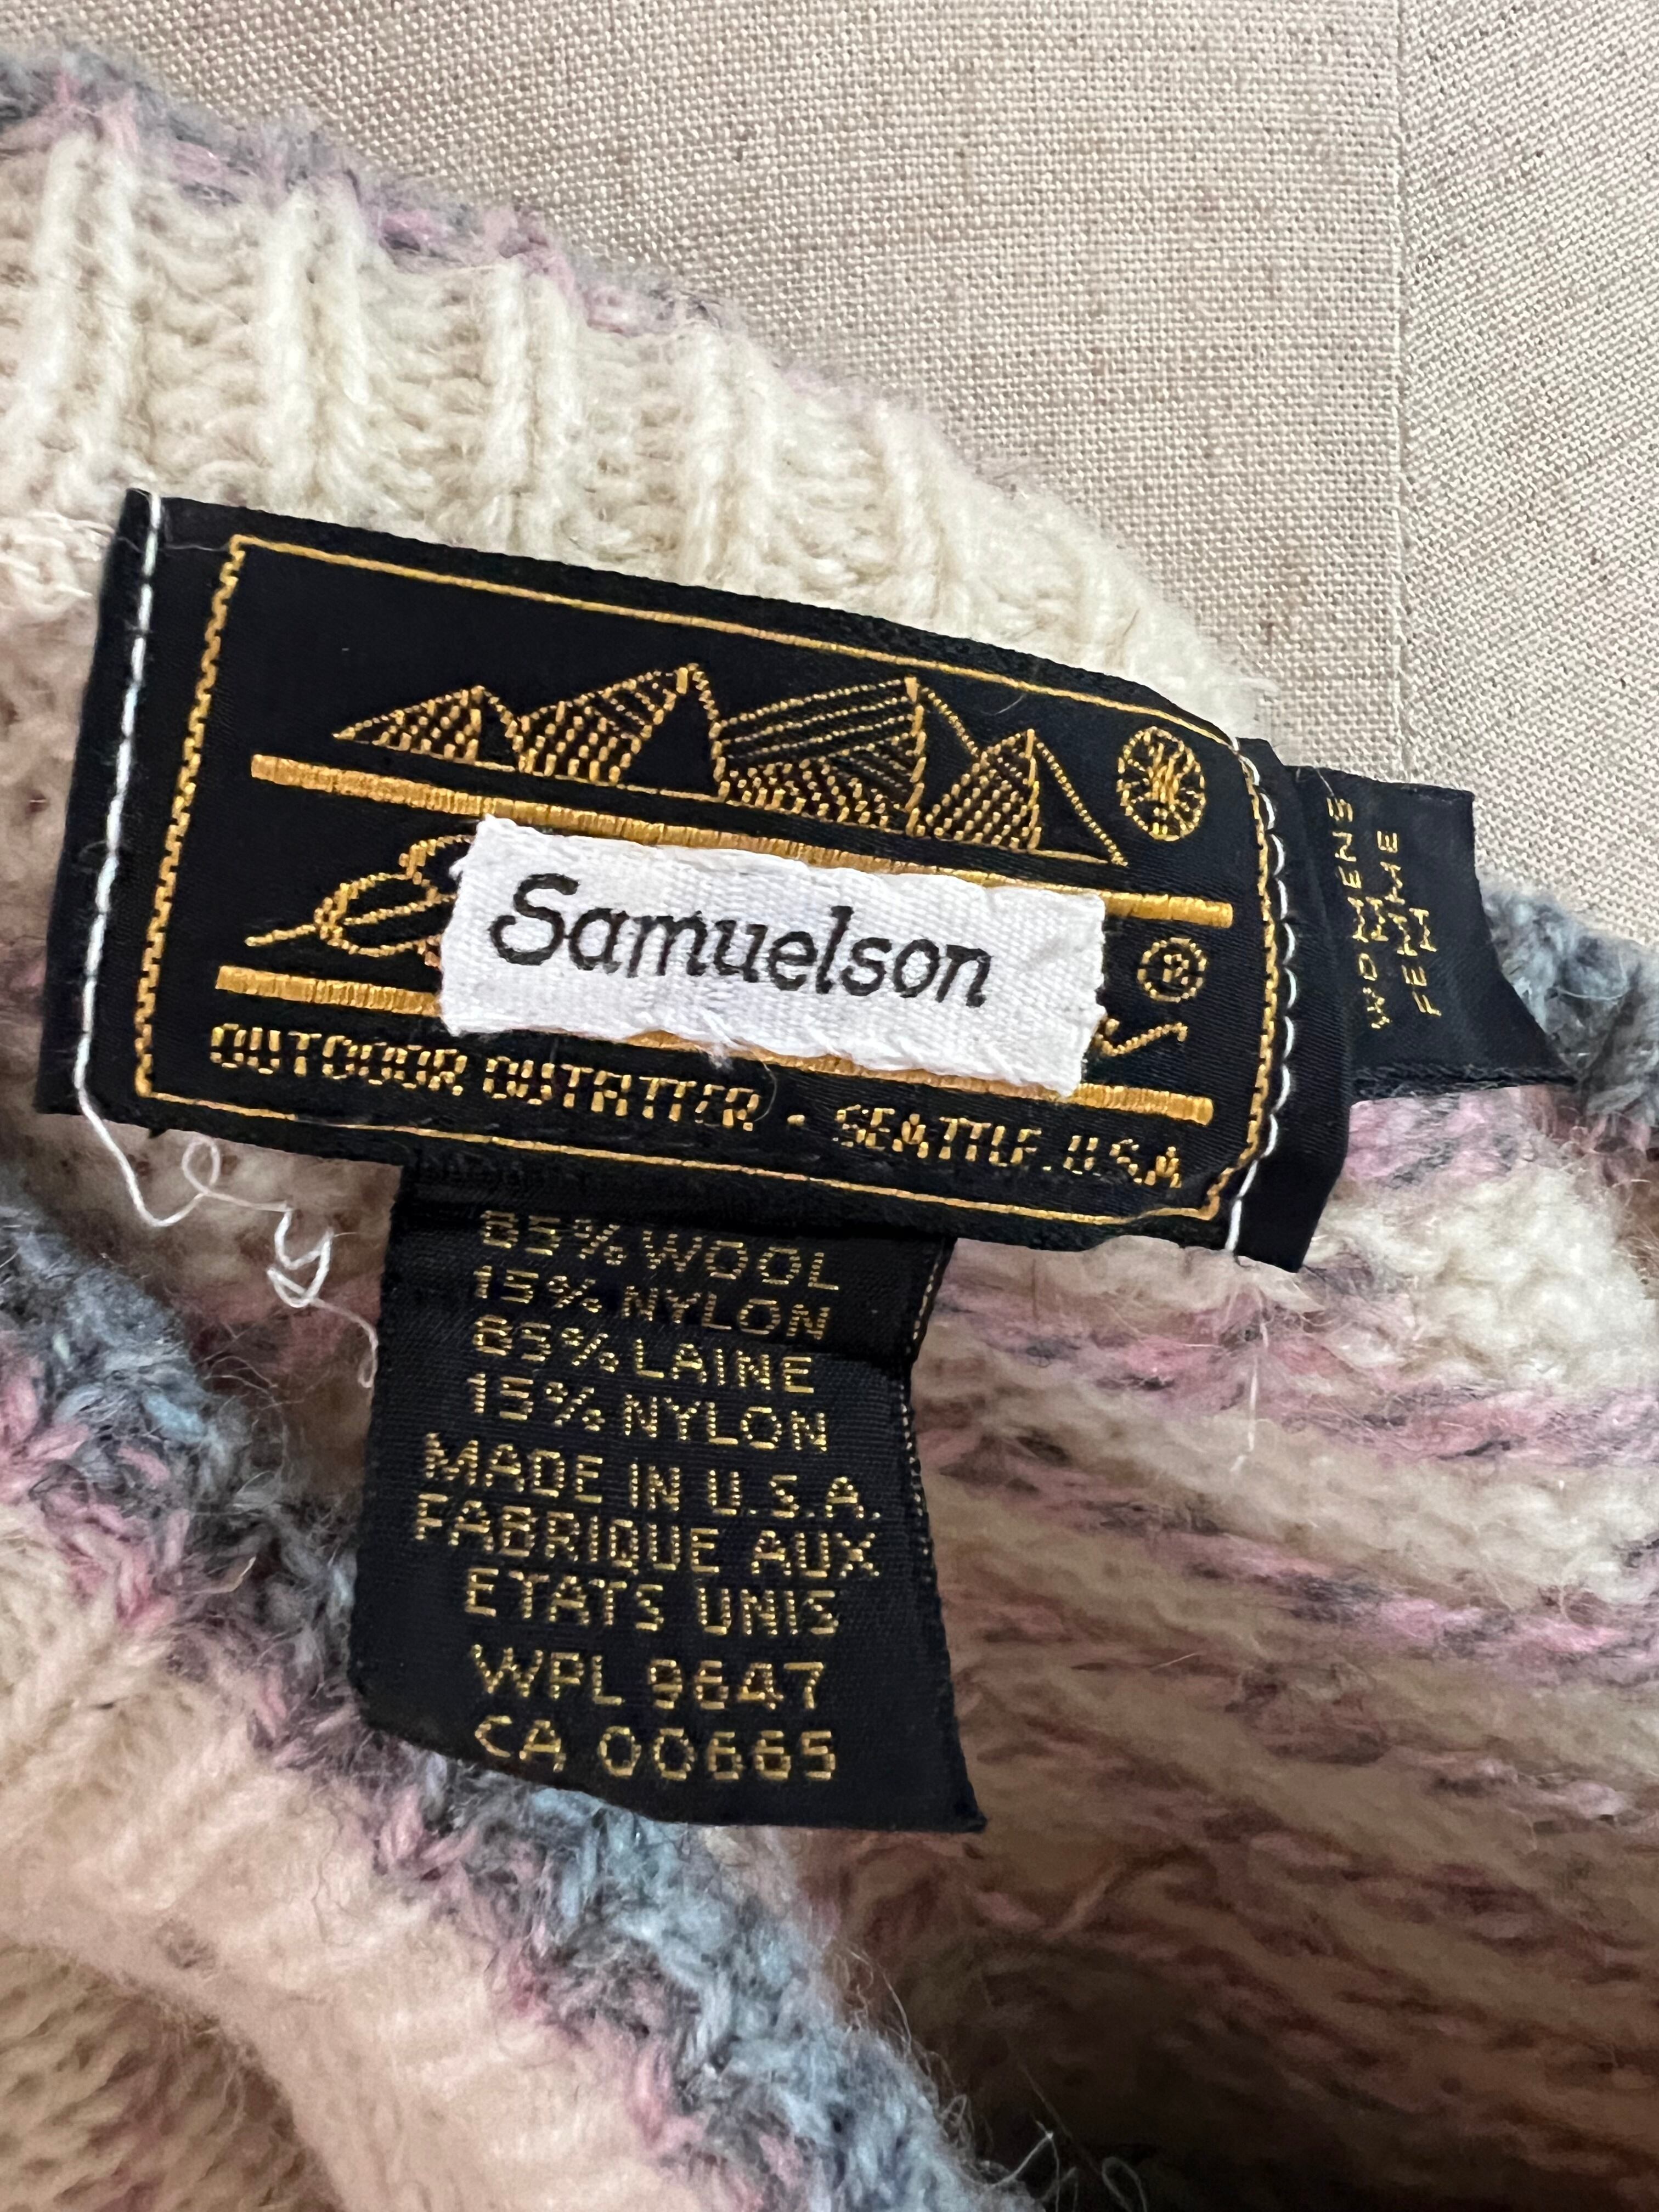 Samuelson
®
OUTDOOR OUTFITTER - SEATTLE.U.S.A
WOMENS
M M
FEMME
85% WOOL
15% NYLON
85% LAINE
15% NYLON
MADE IN U.S.A.
FABRIQUE AUX
ETATS UNIS
WPL 9647
CA 00665